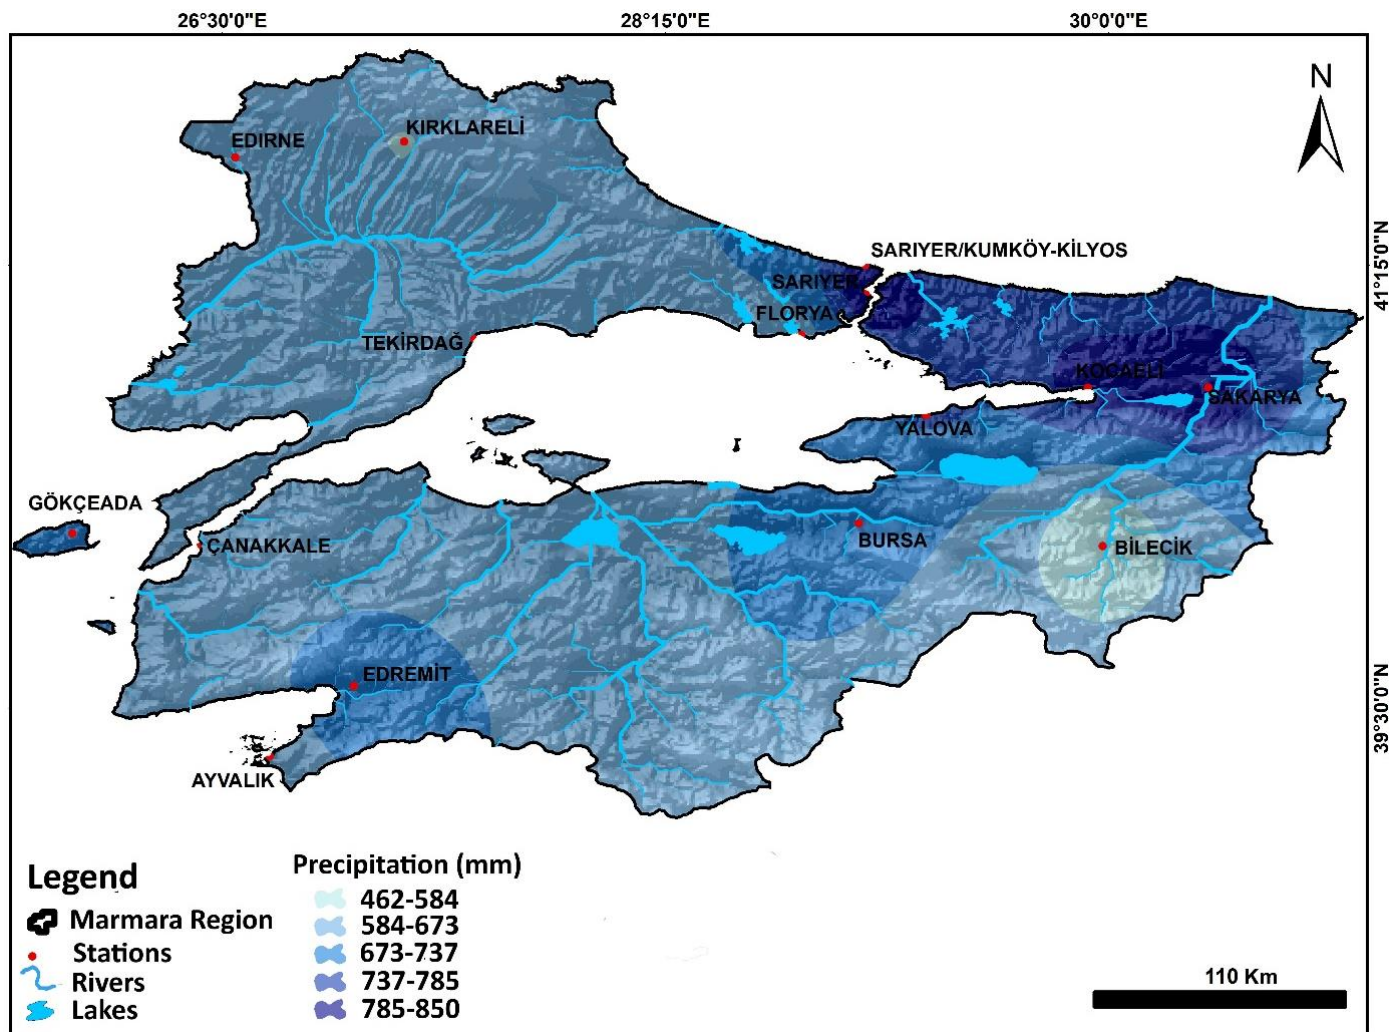 26°30'0"E 28°15'0"E 30°0'0"E
N
KIRKLARELİ
EDIRNE
SARIYER/KUMKÖY-KİLYOS
41°15'0"N
SARIYER
FLORYA
TEKİRDAĞ
KOCAELİ
SAKARYA
YALOVA
GÖKÇEADA
ÇANAKKALE
BURSA
BİLECİK
EDREMİT
39°30'0"N
AYVALIK
Legend
Marmara Region
Stations
Rivers
Lakes
Precipitation (mm)
462-584
584-673
673-737
737-785
785-850
110 Km